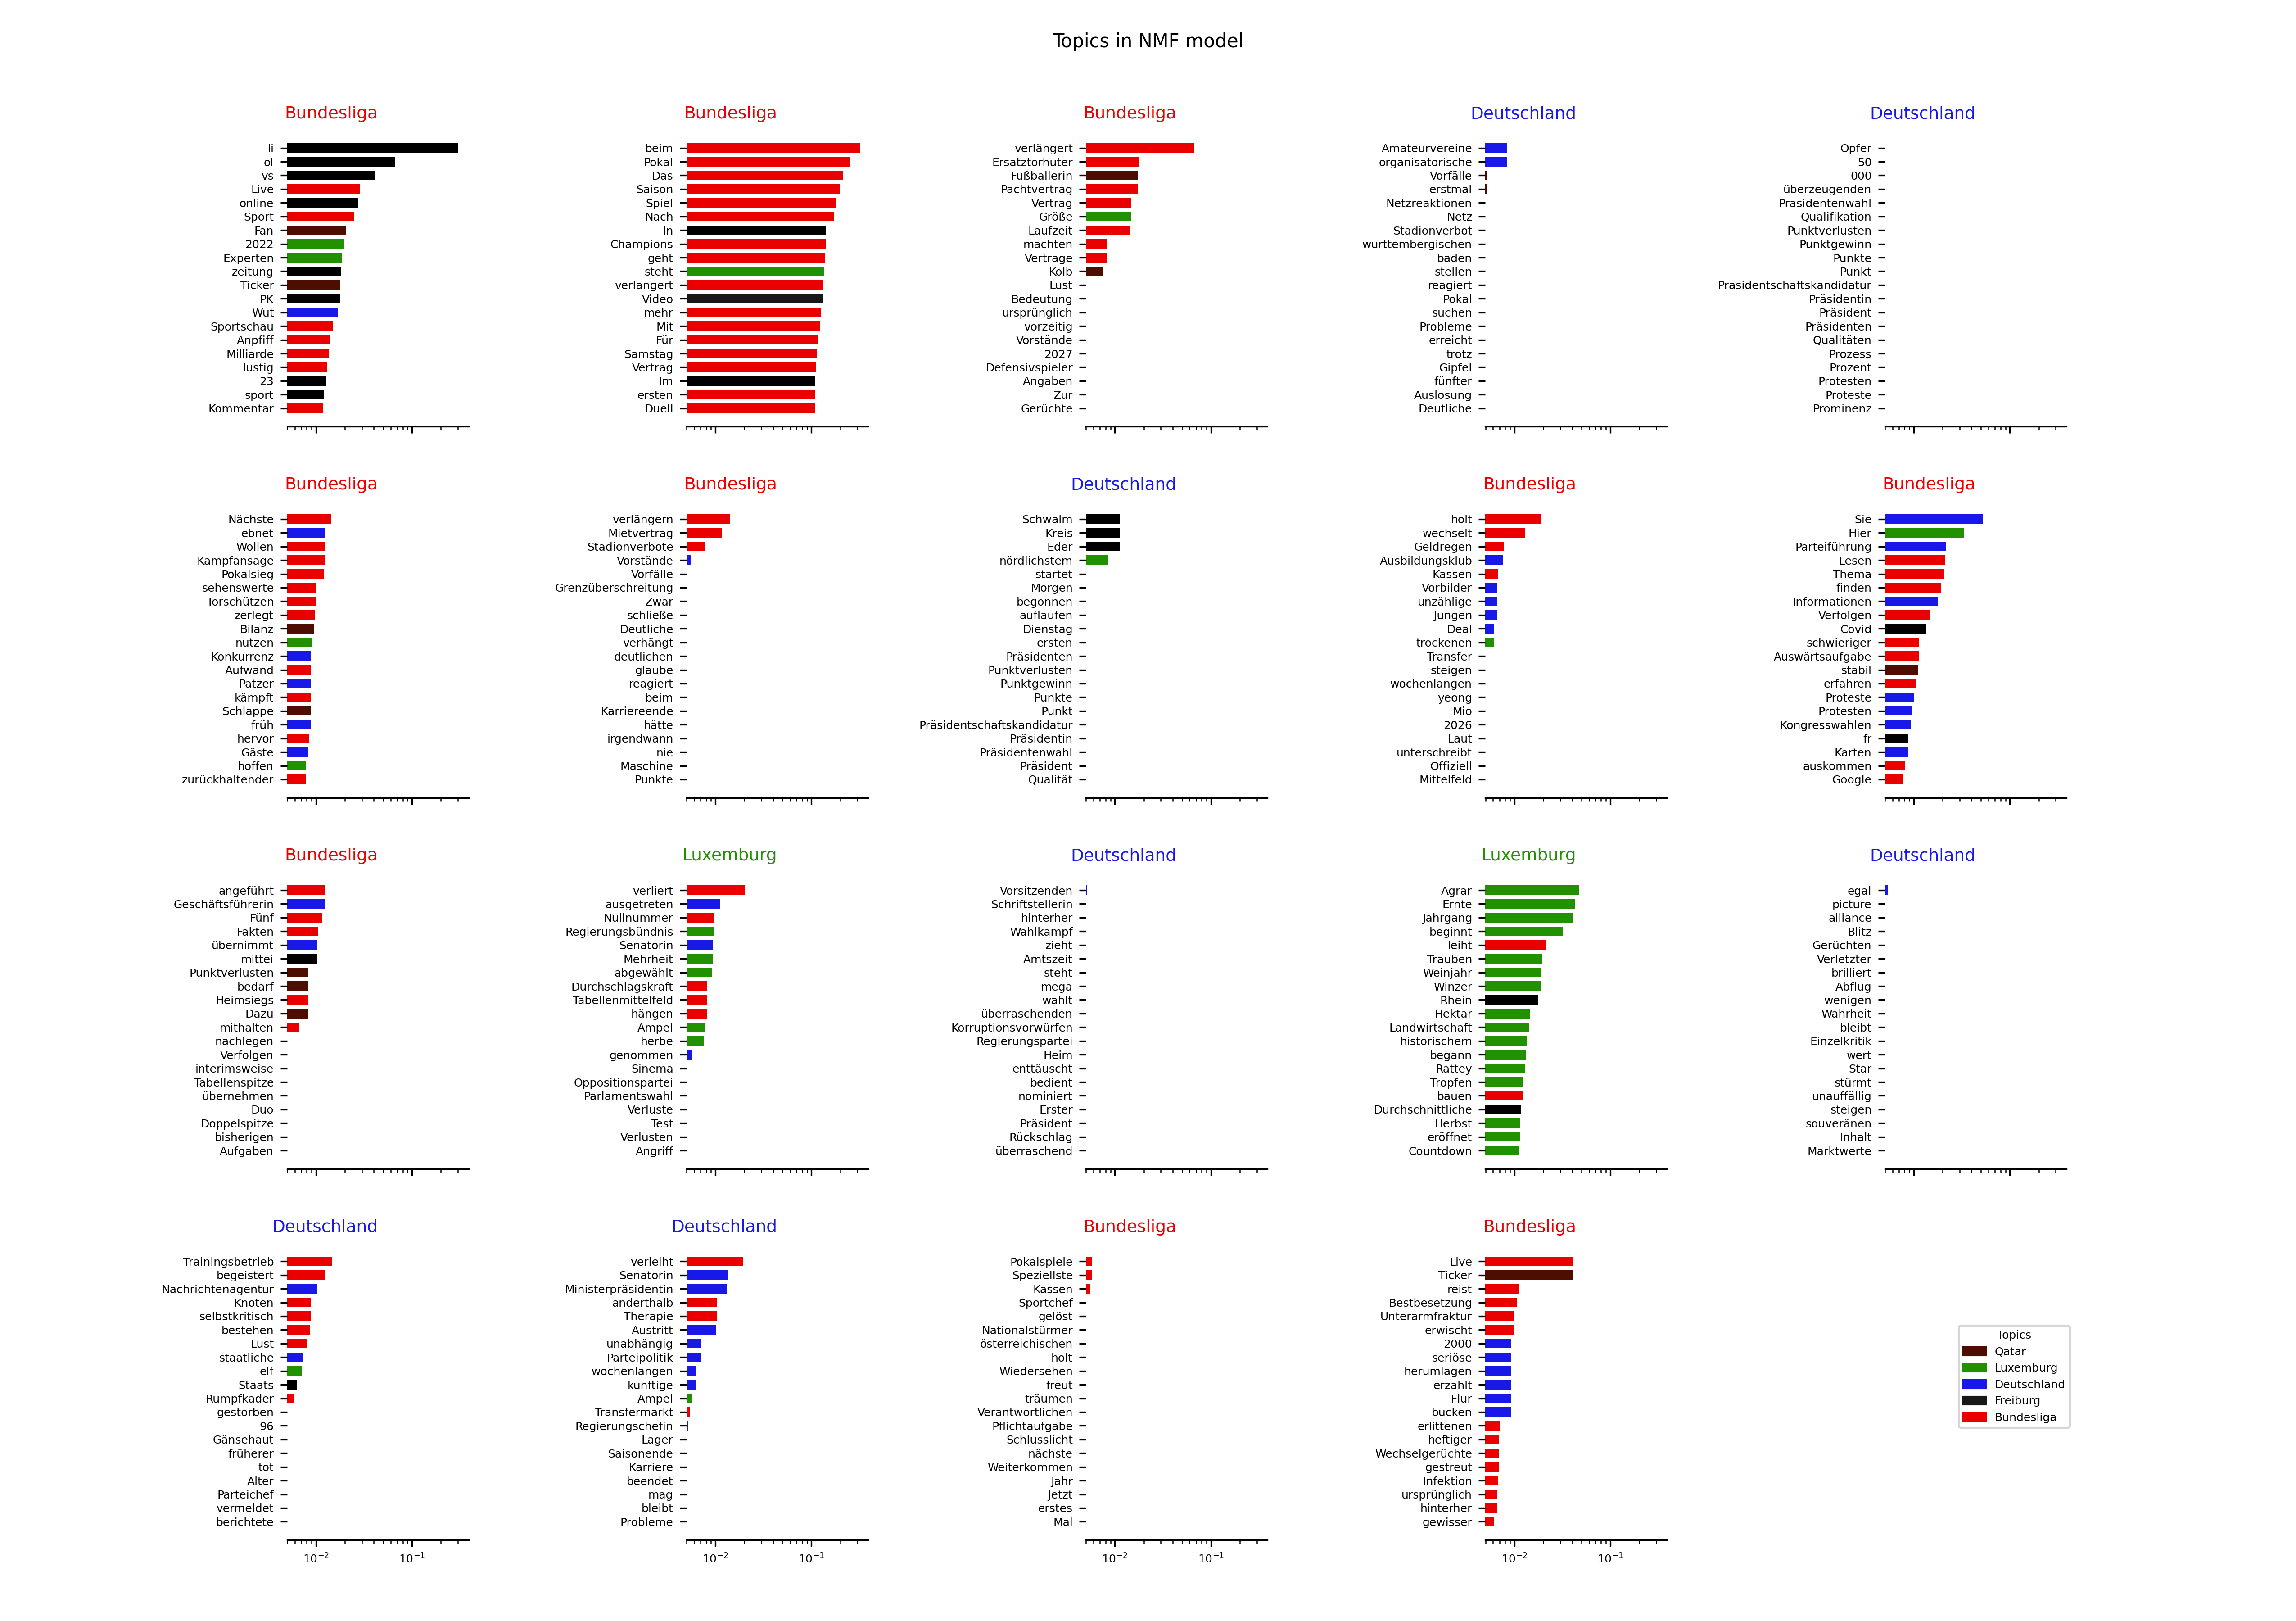 Topics in NMF model
Bundesliga
li
ol
vs
Live
online
Sport
Fan
2022
Experten
zeitung
Ticker
PK
Wut
Sportschau
Anpfiff
Milliarde
lustig
23
sport
Kommentar
Bundesliga
beim
Pokal
Das
Saison
Spiel
Nach
In
Champions
geht
steht
verlängert
Video
mehr
Mit
Für
Samstag
Vertrag
Im
ersten
Duell
Bundesliga
verlängert
Ersatztorhüter
Fußballerin
Pachtvertrag
Vertrag
Größe
Laufzeit
machten
Verträge
Kolb
Lust
Bedeutung
ursprünglich
vorzeitig
Vorstände
2027
Defensivspieler
Angaben
Zur
Gerüchte
Deutschland
Amateurvereine
organisatorische
Vorfälle
erstmal
Netzreaktionen
Netz
Stadionverbot
württembergischen
baden
stellen
reagiert
Pokal
suchen
Probleme
erreicht
trotz
Gipfel
fünfter
Auslosung
Deutliche
Deutschland
Opfer
50
000
überzeugenden
Präsidentenwahl
Qualifikation
Punktverlusten
Punktgewinn
Punkte
Punkt
Präsidentschaftskandidatur
Präsidentin
Präsident
Präsidenten
Qualitäten
Prozess
Prozent
Protesten
Proteste
Prominenz
Bundesliga
Nächste
ebnet
Wollen
Kampfansage
Pokalsieg
sehenswerte
Torschützen
zerlegt
Bilanz
nutzen
Konkurrenz
Aufwand
Patzer
kämpft
Schlappe
früh
hervor
Gäste
hoffen
zurückhaltender
Bundesliga
verlängern
Mietvertrag
Stadionverbote
Vorstände
Vorfälle
Grenzüberschreitung
Zwar
schließe
Deutliche
verhängt
deutlichen
glaube
reagiert
beim
Karriereende
hätte
irgendwann
nie
Maschine
Punkte
Deutschland
Schwalm
Kreis
Eder
nördlichstem
startet
Morgen
begonnen
auflaufen
Dienstag
ersten
Präsidenten
Punktverlusten
Punktgewinn
Punkte
Punkt
Präsidentschaftskandidatur
Präsidentin
Präsidentenwahl
Präsident
Qualität
Bundesliga
holt
wechselt
Geldregen
Ausbildungsklub
Kassen
Vorbilder
unzählige
Jungen
Deal
trockenen
Transfer
steigen
wochenlangen
yeong
Mio
2026
Laut
unterschreibt
Offiziell
Mittelfeld
Bundesliga
Sie
Hier
Parteiführung
Lesen
Thema
finden
Informationen
Verfolgen
Covid
schwieriger
Auswärtsaufgabe
stabil
erfahren
Proteste
Protesten
Kongresswahlen
fr
Karten
auskommen
Google
Bundesliga
angeführt
Geschäftsführerin
Fünf
Fakten
übernimmt
mittei
Punktverlusten
bedarf
Heimsiegs
Dazu
mithalten
nachlegen
Verfolgen
interimsweise
Tabellenspitze
übernehmen
Duo
Doppelspitze
bisherigen
Aufgaben
Luxemburg
verliert
ausgetreten
Nullnummer
Regierungsbündnis
Senatorin
Mehrheit
abgewählt
Durchschlagskraft
Tabellenmittelfeld
hängen
Ampel
herbe
genommen
Sinema
Oppositionspartei
Parlamentswahl
Verluste
Test
Verlusten
Angriff
Deutschland
Vorsitzenden
Schriftstellerin
hinterher
Wahlkampf
zieht
Amtszeit
steht
mega
wählt
überraschenden
Korruptionsvorwürfen
Regierungspartei
Heim
enttäuscht
bedient
nominiert
Erster
Präsident
Rückschlag
überraschend
Luxemburg
Agrar
Ernte
Jahrgang
beginnt
leiht
Trauben
Weinjahr
Winzer
Rhein
Hektar
Landwirtschaft
historischem
begann
Rattey
Tropfen
bauen
Durchschnittliche
Herbst
eröffnet
Countdown
Deutschland
egal
picture
alliance
Blitz
Gerüchten
Verletzter
brilliert
Abflug
wenigen
Wahrheit
bleibt
Einzelkritik
wert
Star
stürmt
unauffällig
steigen
souveränen
Inhalt
Marktwerte
Deutschland
Trainingsbetrieb
begeistert
Nachrichtenagentur
Knoten
selbstkritisch
bestehen
Lust
staatliche
elf
Staats
Rumpfkader
gestorben
96
Gänsehaut
früherer
tot
Alter
Parteichef
vermeldet
berichtete
10⁻² 10⁻¹
Deutschland
verleiht
Senatorin
Ministerpräsidentin
anderthalb
Therapie
Austritt
unabhängig
Parteipolitik
wochenlangen
künftige
Ampel
Transfermarkt
Regierungschefin
Lager
Saisonende
Karriere
beendet
mag
bleibt
Probleme
10⁻² 10⁻¹
Bundesliga
Pokalspiele
Speziellste
Kassen
Sportchef
gelöst
Nationalstürmer
österreichischen
holt
Wiedersehen
freut
träumen
Verantwortlichen
Pflichtaufgabe
Schlusslicht
nächste
Weiterkommen
Jahr
Jetzt
erstes
Mal
10⁻² 10⁻¹
Bundesliga
Live
Ticker
reist
Bestbesetzung
Unterarmfraktur
erwischt
2000
seriöse
herumlägen
erzählt
Flur
bücken
erlittenen
heftiger
Wechselgerüchte
gestreut
Infektion
ursprünglich
hinterher
gewisser
10⁻² 10⁻¹
Topics
Qatar
Luxemburg
Deutschland
Freiburg
Bundesliga